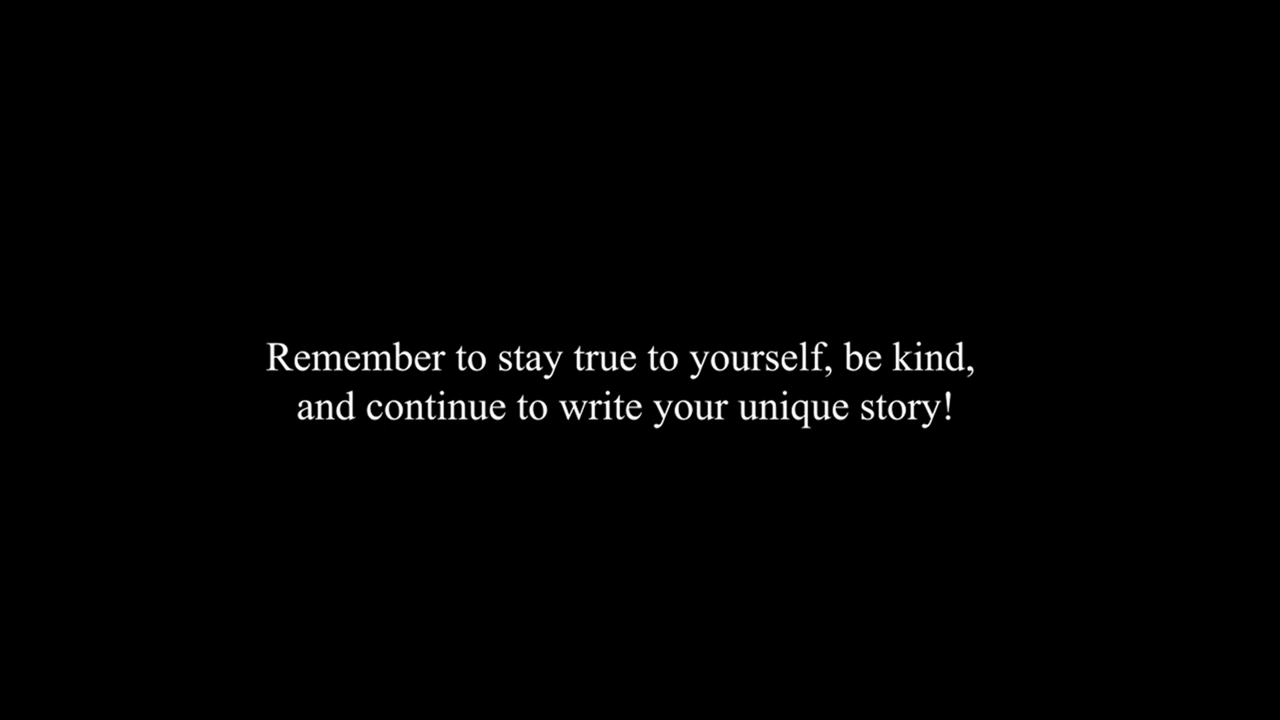 Remember to stay true to yourself, be kind,
and continue to write your unique story!